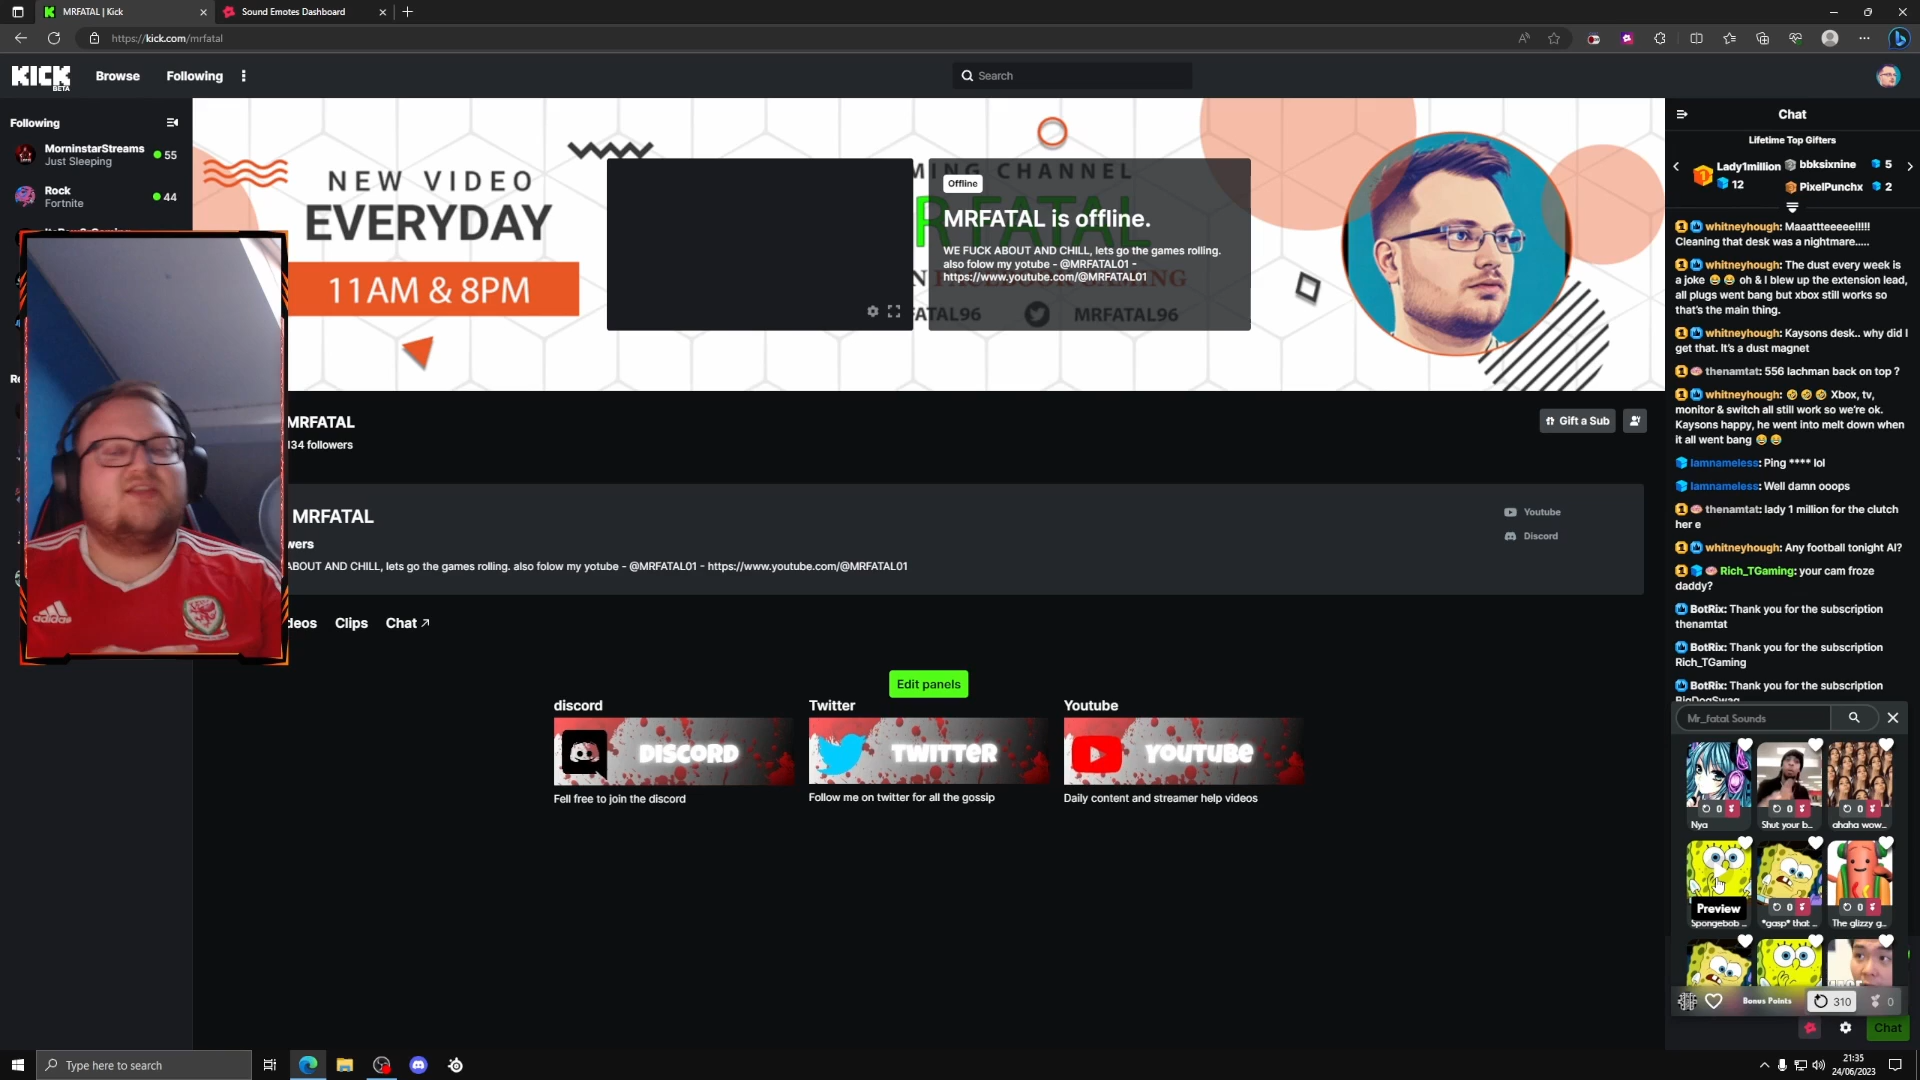 MRFATAL | Kick
Sound Emotes Dashboard
https://kick.com/mrfatal
KICK
BETA
Browse
Following
Search
Following
MorninstarStreams
Just Sleeping
55
Rock
Fortnite
44
NEW VIDEO
EVERYDAY
11AM & 8PM
CHANNEL
Offline
MRFATAL is offline.
WE FUCK ABOUT AND CHILL, lets go the games rolling.
also folow my yotube - @MRFATAL01 -
https://www.youtube.com/@MRFATAL01
GAMING
FATAL96
MRFATAL96
MRFATAL
134 followers
Gift a Sub
MRFATAL
wers
ABOUT AND CHILL, lets go the games rolling. also folow my yotube - @MRFATAL01 - https://www.youtube.com/@MRFATAL01
Youtube
Discord
deos
Clips
Chat
Edit panels
discord
DISCORD
Fell free to join the discord
Twitter
TWITTER
Follow me on twitter for all the gossip
Youtube
YOUTUBE
Daily content and streamer help videos
adidas
Chat
Lifetime Top Gifters
1
Lady1million
12
bbksixnine
5
PixelPunchx
2
whitneyhough: Maaattteeeee!!!!!
Cleaning that desk was a nightmare.....
whitneyhough: The dust every week is
a joke 😂 😂 oh & I blew up the extension lead,
all plugs went bang but xbox still works so
that's the main thing.
whitneyhough: Kaysons desk.. why did I
get that. It's a dust magnet
thenamtat: 556 lachman back on top ?
whitneyhough: 🤣 🤣 🤣 Xbox, tv,
monitor & switch all still work so we're ok.
Kaysons happy, he went into melt down when
it all went bang 😂 😂
Iamnameless: Ping **** lol
Iamnameless: Well damn ooops
thenamtat: lady 1 million for the clutch
her e
whitneyhough: Any football tonight Al?
Rich_TGaming: your cam froze
daddy?
BotRix: Thank you for the subscription
thenamtat
BotRix: Thank you for the subscription
Rich_TGaming
BotRix: Thank you for the subscription
BigDogSwag
Mr_fatal Sounds
0
0
0
Nya
Shut your b...
ahaha wow...
Preview
0
0
Spongebob ...
*gasp* that ...
The glizzy g...
Bonus Points
310
0
Chat
Type here to search
21:35
24/06/2023